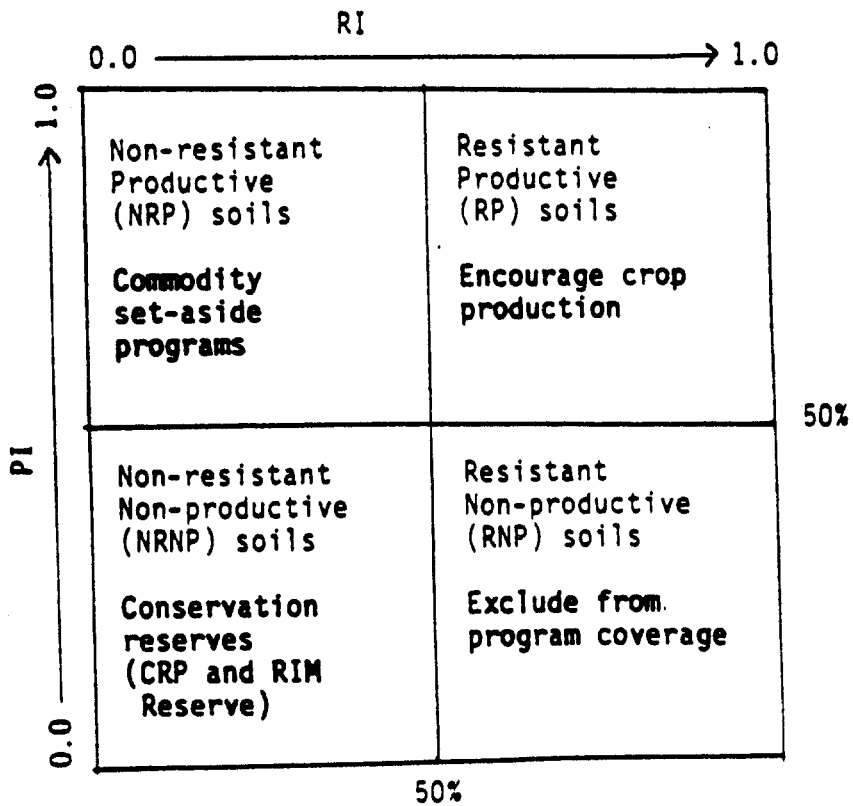 RI
0.0 1.0
1.0
PI
0.0
Non-resistant
Productive
(NRP) soils
Commodity
set-aside
programs
Resistant
Productive
(RP) soils
Encourage crop
production
50%
Non-resistant
Non-productive
(NRNP) soils
Conservation
reserves
(CRP and RIM
Reserve)
Resistant
Non-productive
(RNP) soils
Exclude from
program coverage
50%